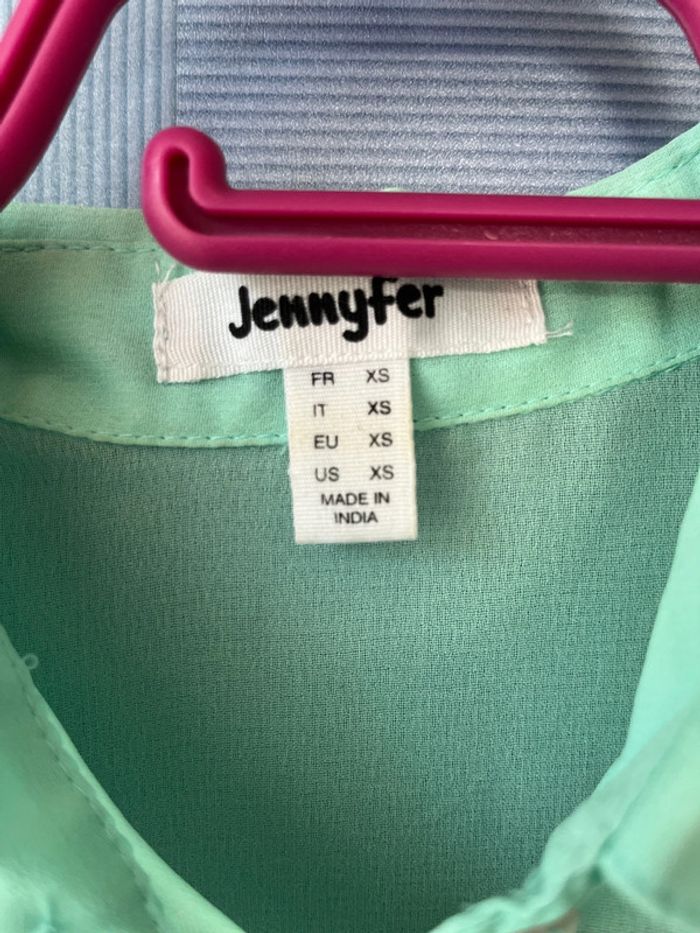 Jennyfer
FR XS
IT XS
EU XS
US XS
MADE IN
INDIA